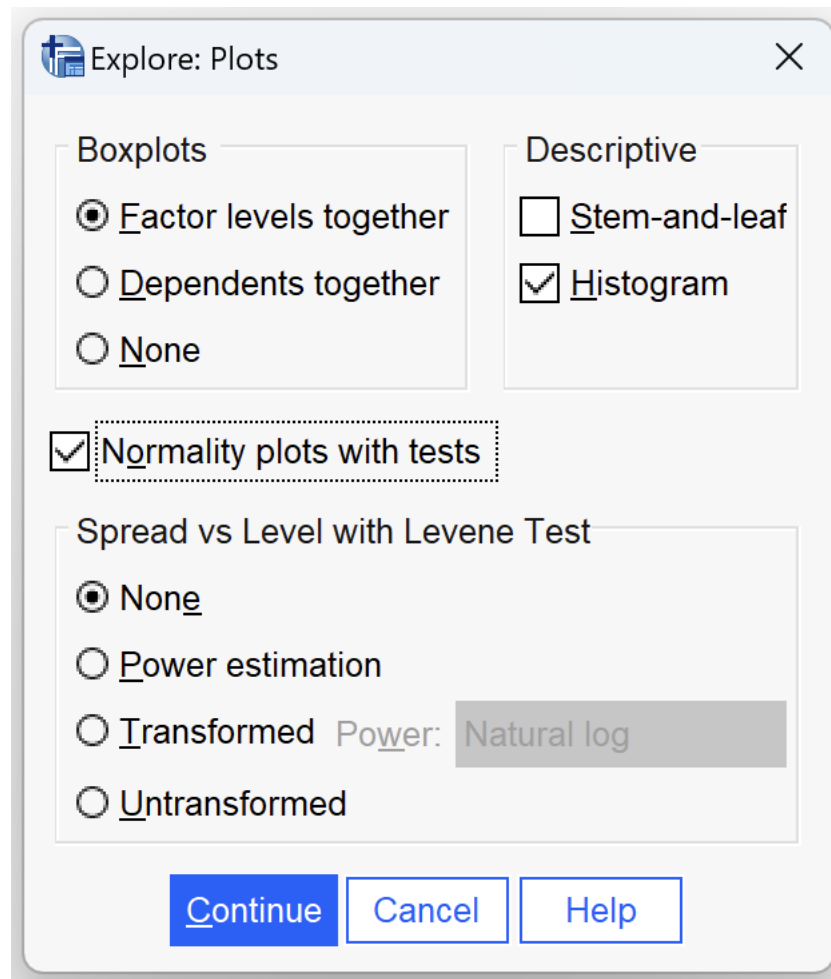 Explore: Plots
Boxplots
Factor levels together
Dependents together
None
Descriptive
Stem-and-leaf
Histogram
Normality plots with tests
Spread vs Level with Levene Test
None
Power estimation
Transformed Power: Natural log
Untransformed
Continue Cancel Help